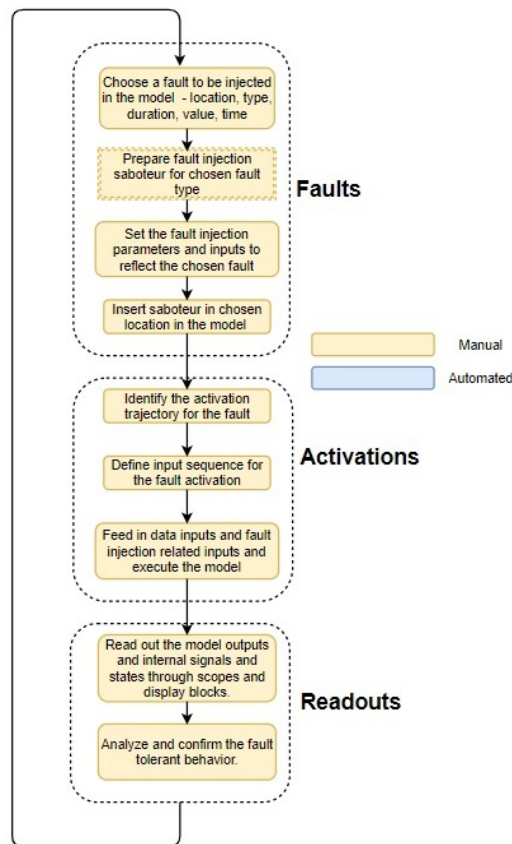 Choose a fault to be injected
in the model - location, type,
duration, value, time
Prepare fault injection
saboteur for chosen fault
type
Faults
Set the fault injection
parameters and inputs to
reflect the chosen fault
Insert saboteur in chosen
location in the model
Manual
Automated
Identify the activation
trajectory for the fault
Activations
Define input sequence for
the fault activation
Feed in data inputs and fault
injection related inputs and
execute the model
Read out the model outputs
and internal signals and
states through scopes and
display blocks.
Readouts
Analyze and confirm the fault
tolerant behavior.